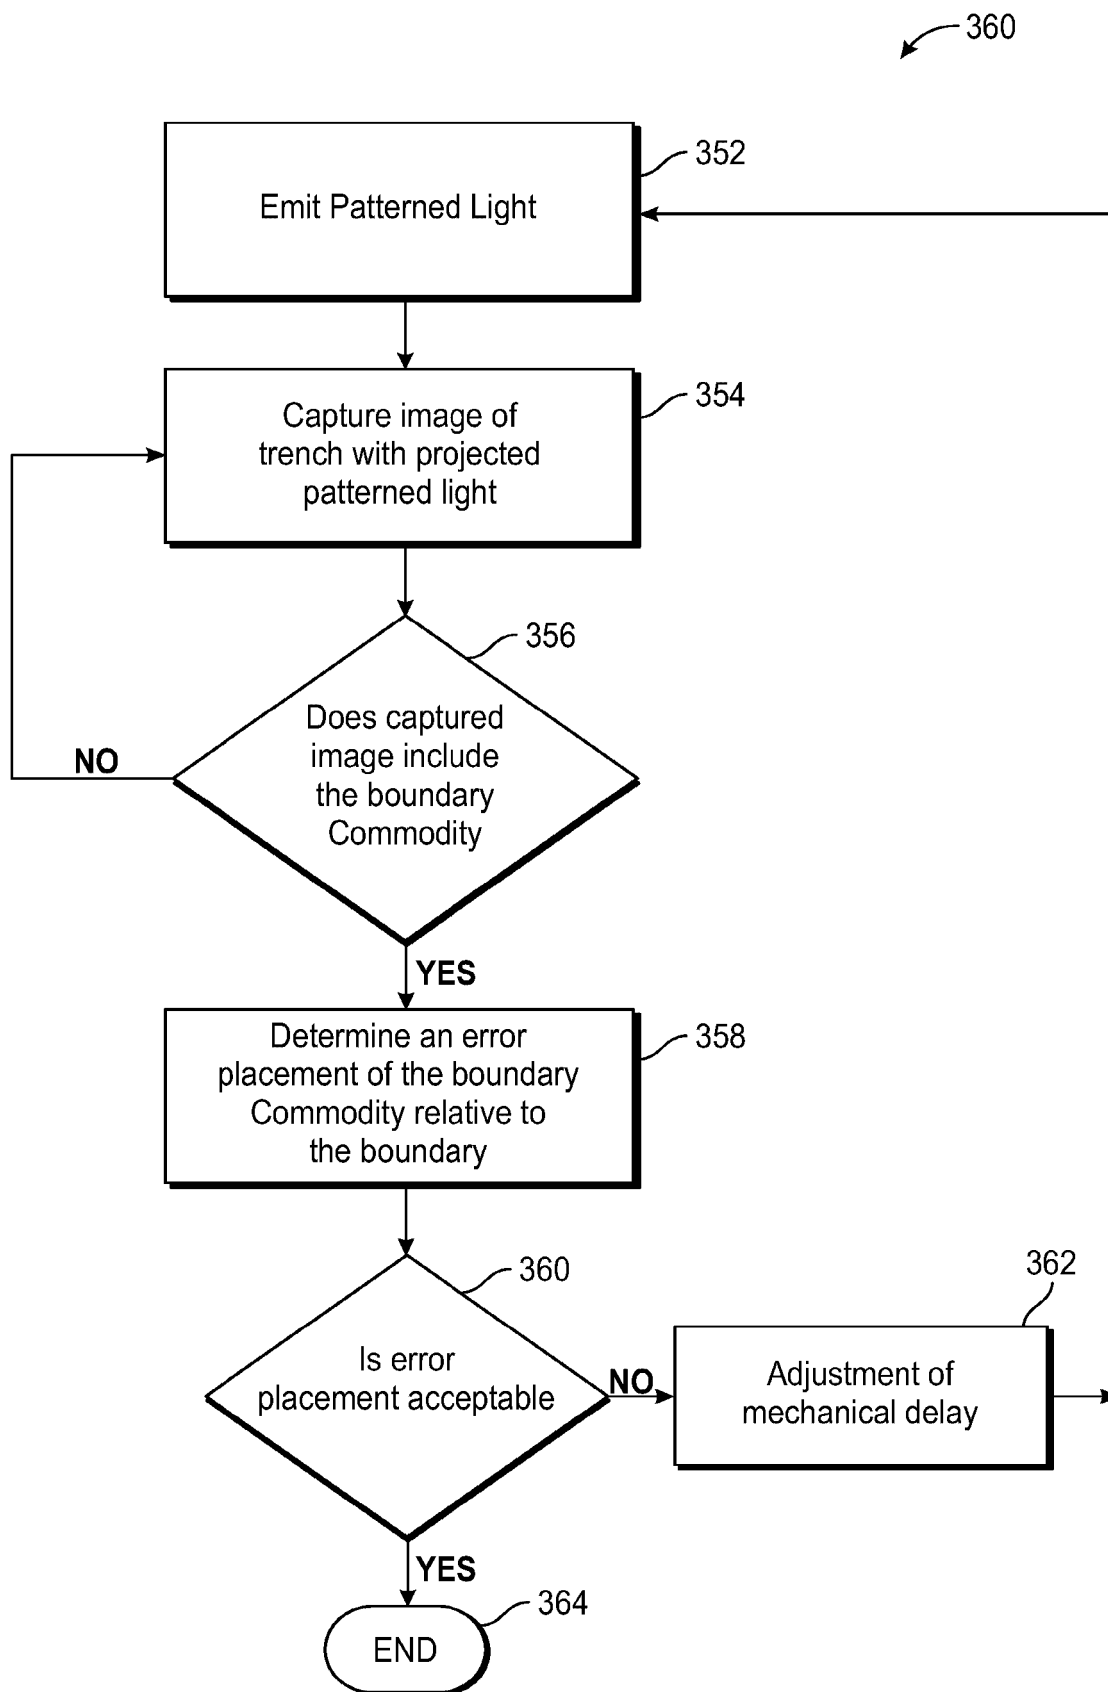 360
352
Emit Patterned Light
354
Capture image of
trench with projected
patterned light
356
Does captured
image include
the boundary
Commodity
NO
YES
358
Determine an error
placement of the boundary
Commodity relative to
the boundary
360
Is error
placement acceptable
NO
362
Adjustment of
mechanical delay
YES
364
END